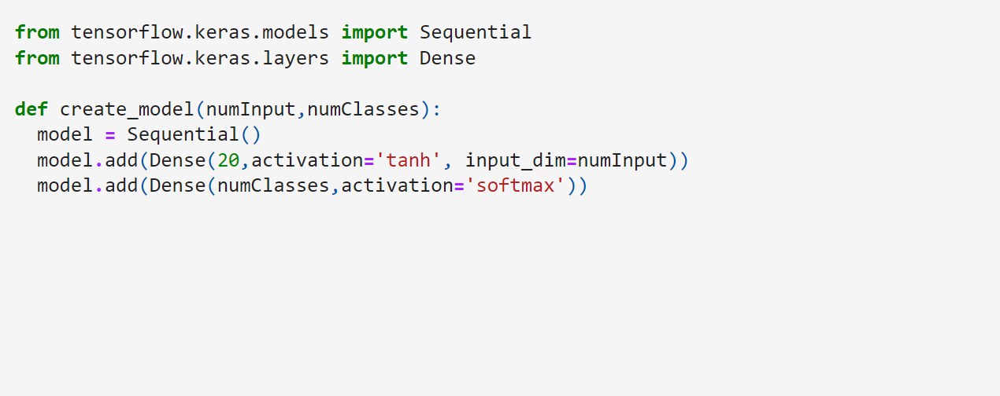 from tensorflow.keras.models import Sequential
from tensorflow.keras.layers import Dense

def create_model(numInput,numClasses):
  model = Sequential()
  model.add(Dense(20,activation='tanh', input_dim=numInput))
  model.add(Dense(numClasses,activation='softmax'))